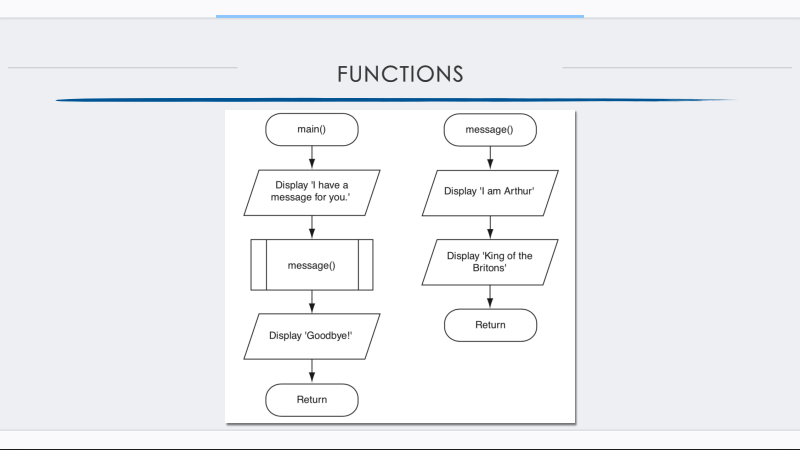 FUNCTIONS
main()
Display 'I have a
message for you.'
message()
Display 'Goodbye!'
Return
message()
Display 'I am Arthur'
Display 'King of the
Britons'
Return